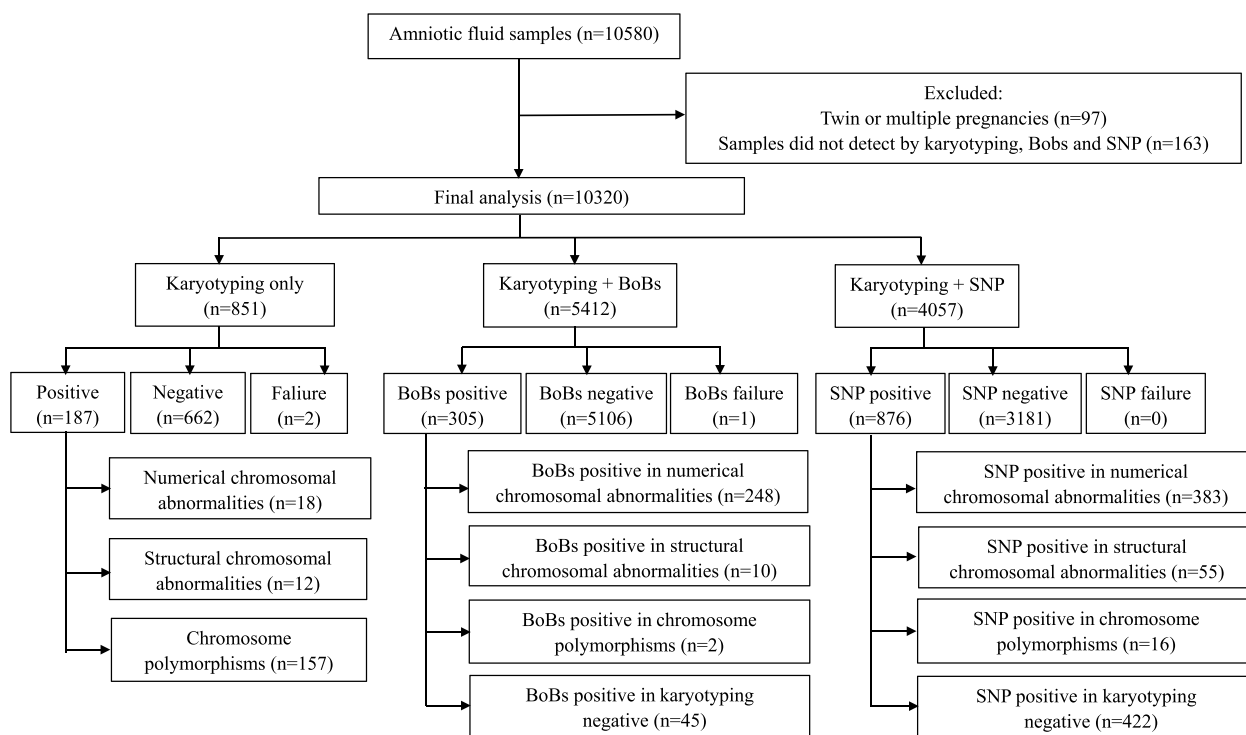 Amniotic fluid samples (n=10580)
Excluded:
Twin or multiple pregnancies (n=97)
Samples did not detect by karyotyping, Bobs and SNP (n=163)
Final analysis (n=10320)
Karyotyping only
(n=851)
Karyotyping + BoBs
(n=5412)
Karyotyping + SNP
(n=4057)
Positive
(n=187)
Negative
(n=662)
Faliure
(n=2)
BoBs positive
(n=305)
BoBs negative
(n=5106)
BoBs failure
(n=1)
SNP positive
(n=876)
SNP negative
(n=3181)
SNP failure
(n=0)
Numerical chromosomal
abnormalities (n=18)
Structural chromosomal
abnormalities (n=12)
Chromosome
polymorphisms (n=157)
BoBs positive in numerical
chromosomal abnormalities (n=248)
BoBs positive in structural
chromosomal abnormalities (n=10)
BoBs positive in chromosome
polymorphisms (n=2)
BoBs positive in karyotyping
negative (n=45)
SNP positive in numerical
chromosomal abnormalities (n=383)
SNP positive in structural
chromosomal abnormalities (n=55)
SNP positive in chromosome
polymorphisms (n=16)
SNP positive in karyotyping
negative (n=422)